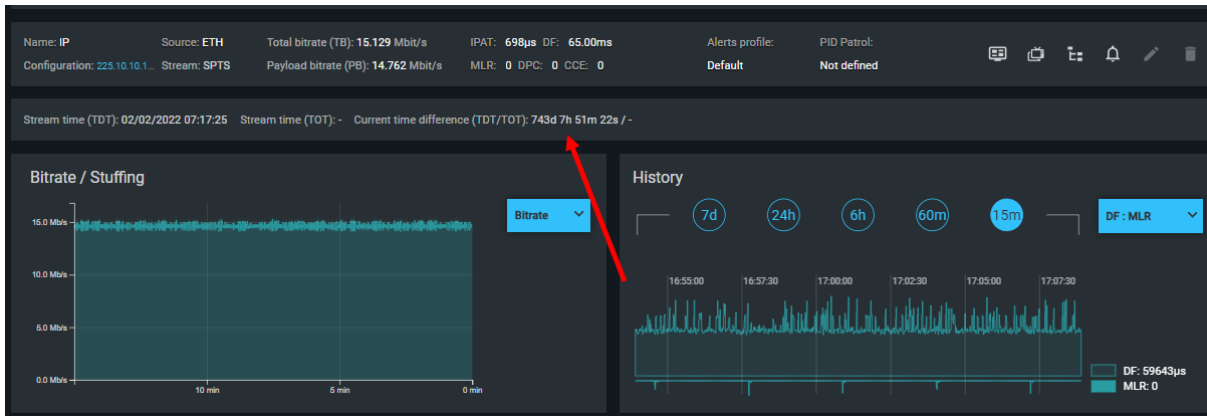 Name: IP Source: ETH Total bitrate (TB): 15.129 Mbit/s IPAT: 698µs DF: 65.00ms Alerts profile: PID Patrol:
Configuration: 225.10.10.1... Stream: SPTS Payload bitrate (PB): 14.762 Mbit/s MLR: 0 DPC: 0 CCE: 0 Default Not defined
Stream time (TDT): 02/02/2022 07:17:25 Stream time (TOT): - Current time difference (TDT/TOT): 743d 7h 51m 22s / -
Bitrate / Stuffing
Bitrate
15.0 Mb/s
10.0 Mb/s
5.0 Mb/s
0.0 Mb/s
10 min 5 min 0 min
History
7d 24h 6h 60m 15m DF : MLR
16:55:00 16:57:30 17:00:00 17:02:30 17:05:00 17:07:30
DF: 59643µs
MLR: 0